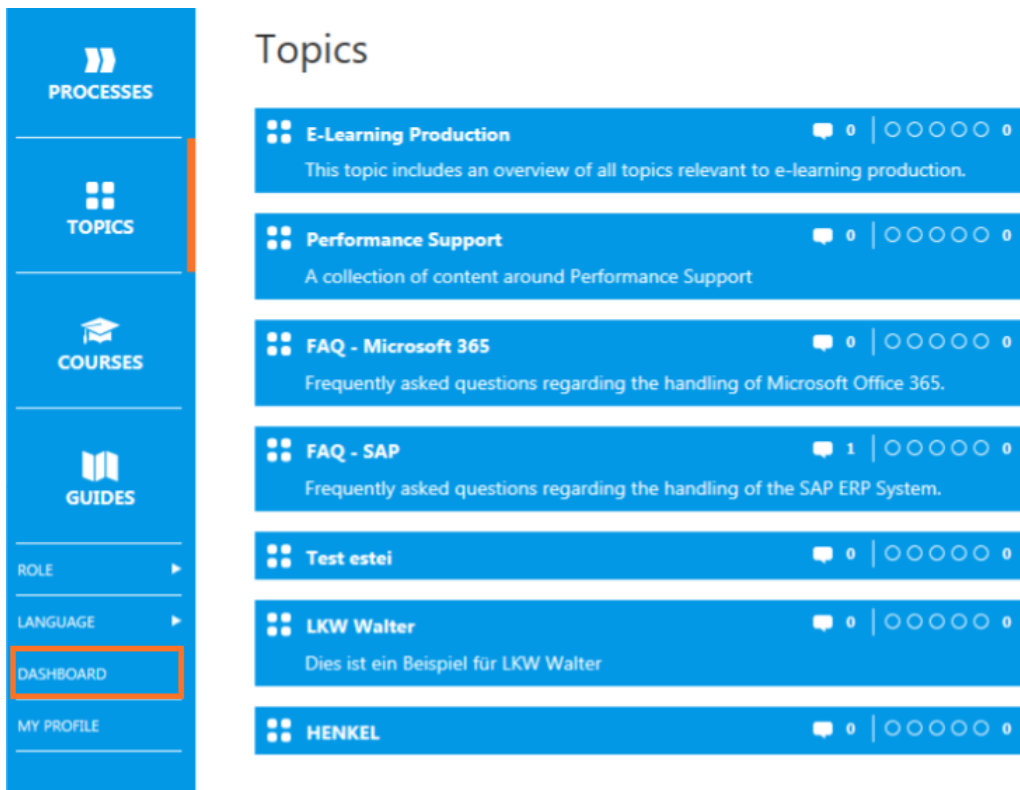 PROCESSES
TOPICS
COURSES
GUIDES
ROLE
LANGUAGE
DASHBOARD
MY PROFILE
Topics
E-Learning Production 0 0
This topic includes an overview of all topics relevant to e-learning production.
Performance Support 0 0
A collection of content around Performance Support
FAQ - Microsoft 365 0 0
Frequently asked questions regarding the handling of Microsoft Office 365.
FAQ - SAP 1 0
Frequently asked questions regarding the handling of the SAP ERP System.
Test estei 0 0
LKW Walter 0 0
Dies ist ein Beispiel für LKW Walter
HENKEL 0 0